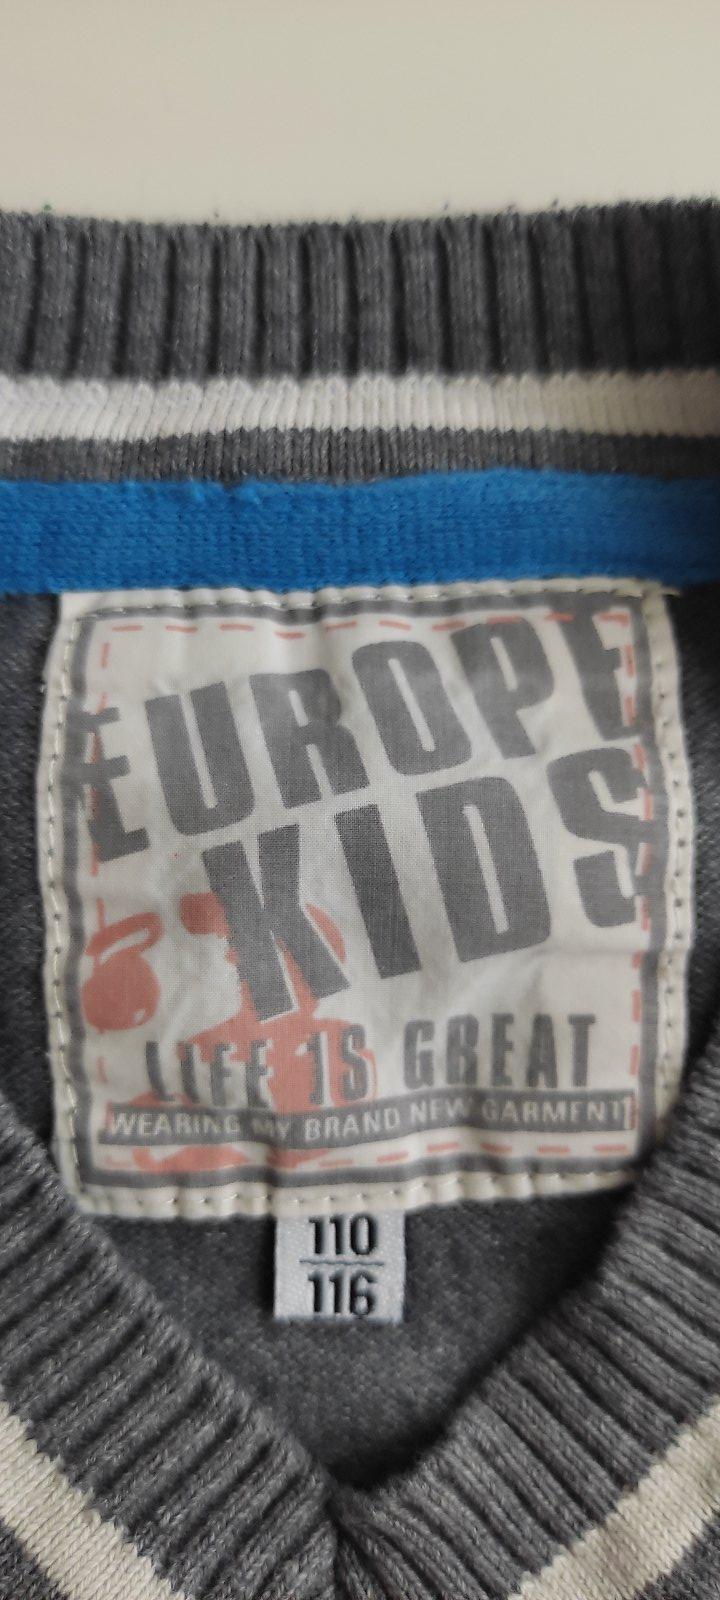 EUROPE
KIDS
LIFE IS GREAT
WEARING MY BRAND NEW GARMENT
110
116